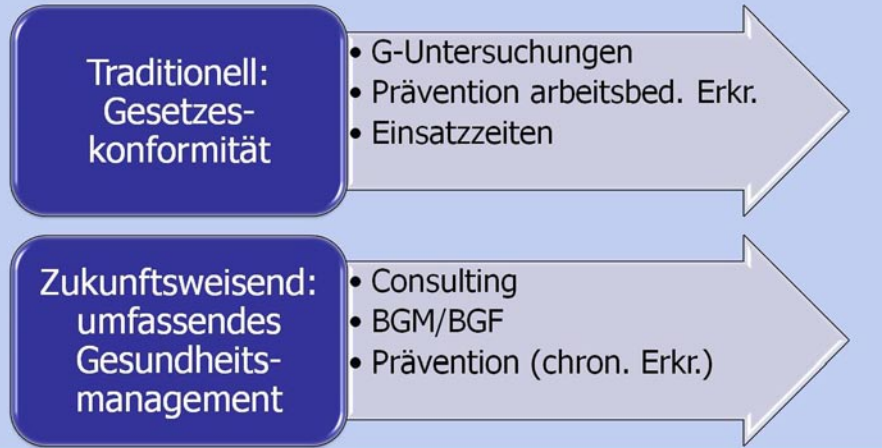 Traditionell:
Gesetzes-
konformität
• G-Untersuchungen
• Prävention arbeitsbed. Erkr.
• Einsatzzeiten
Zukunftsweisend:
umfassendes
Gesundheits-
management
• Consulting
• BGM/BGF
• Prävention (chron. Erkr.)